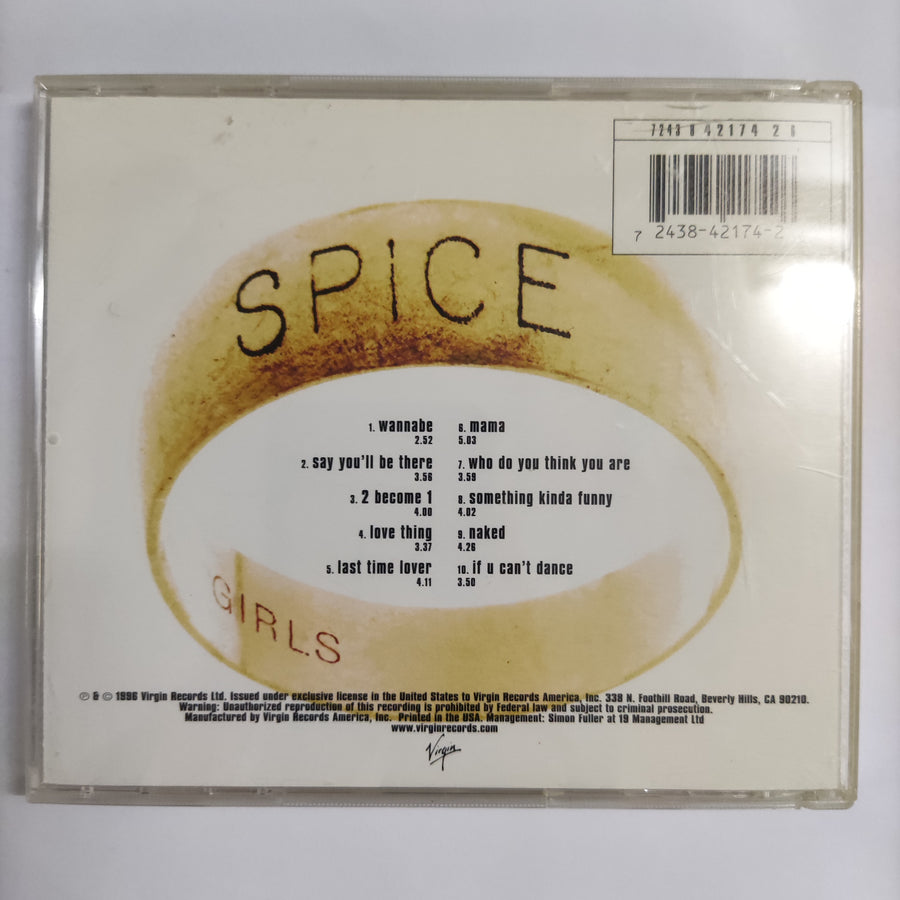 7243 8 42174 2 6
7 2438-42174-2
SPICE
1. wannabe
2.52
2. say you'll be there
3.56
3. 2 become 1
4.00
4. love thing
3.37
5. last time lover
4.11
6. mama
5.03
7. who do you think you are
3.59
8. something kinda funny
4.02
9. naked
4.26
10. if u can't dance
3.50
GIRLS
℗ & © 1996 Virgin Records Ltd. Issued under exclusive license in the United States to Virgin Records America, Inc. 338 N. Foothill Road, Beverly Hills, CA 90210.
Warning: Unauthorized reproduction of this recording is prohibited by Federal law and subject to criminal prosecution.
Manufactured by Virgin Records America, Inc. Printed in the USA. Management: Simon Fuller at 19 Management Ltd
www.virginrecords.com
Virgin